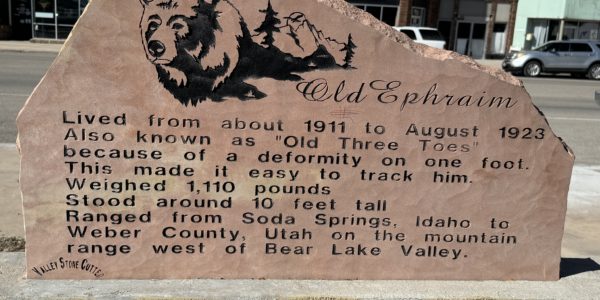 Old Ephraim
Lived from about 1911 to August 1923
Also known as "Old Three Toes"
because of a deformity on one foot.
This made it easy to track him.
Weighed 1,110 pounds
Stood around 10 feet tall
Ranged from Soda Springs, Idaho to
Weber County, Utah on the mountain
range west of Bear Lake Valley.
Valley Stone Cutter